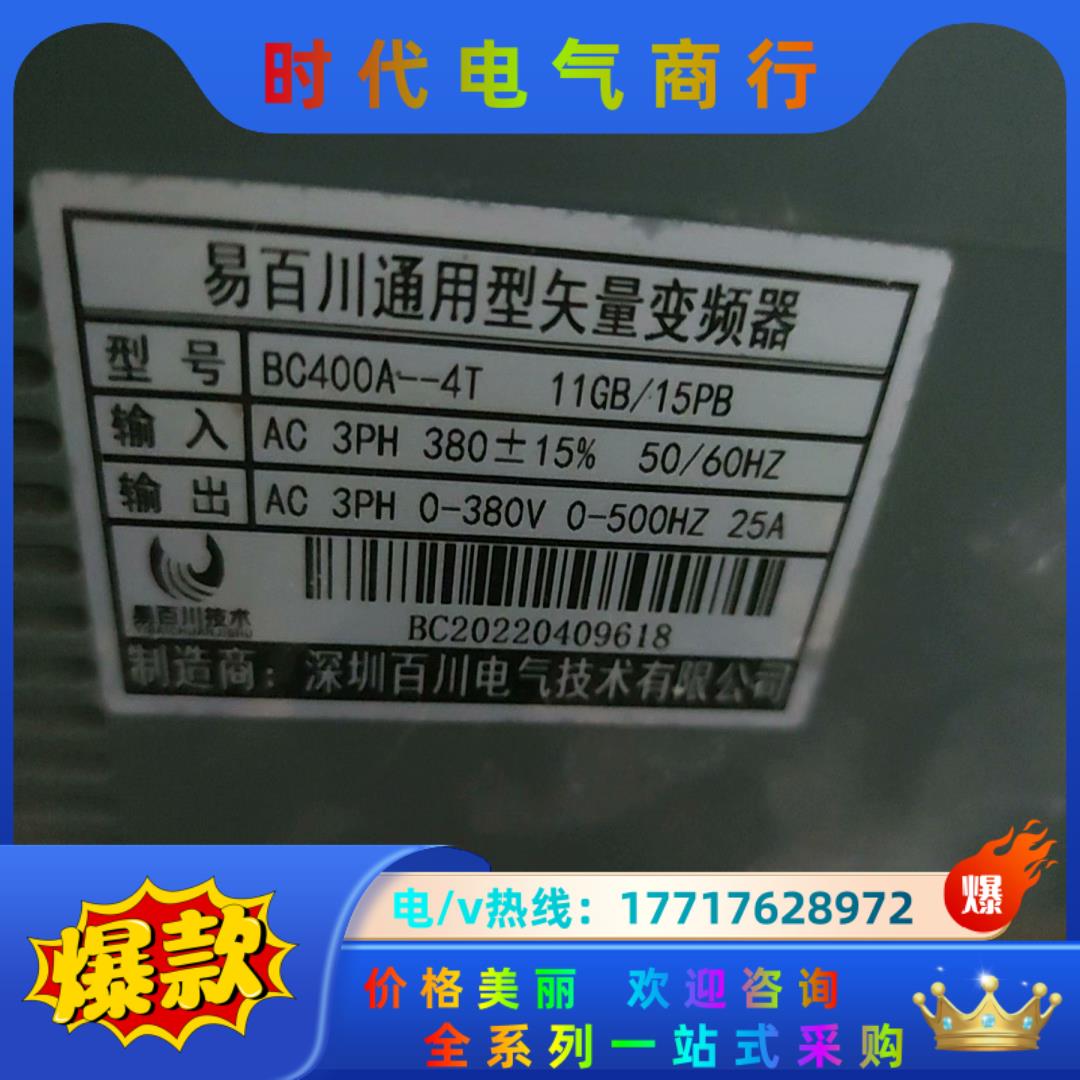 时代电气商行
易百川通用型矢量变频器
型号 BC400A--4T 11GB/15PB
输入 AC 3PH 380±15% 50/60HZ
输出 AC 3PH 0-380V 0-500HZ 25A
易百川技术
BC20220409618
制造商：深圳百川电气技术有限公司
爆款
电/v热线：17717628972
爆
价格美丽 欢迎咨询
全系列一站式采购